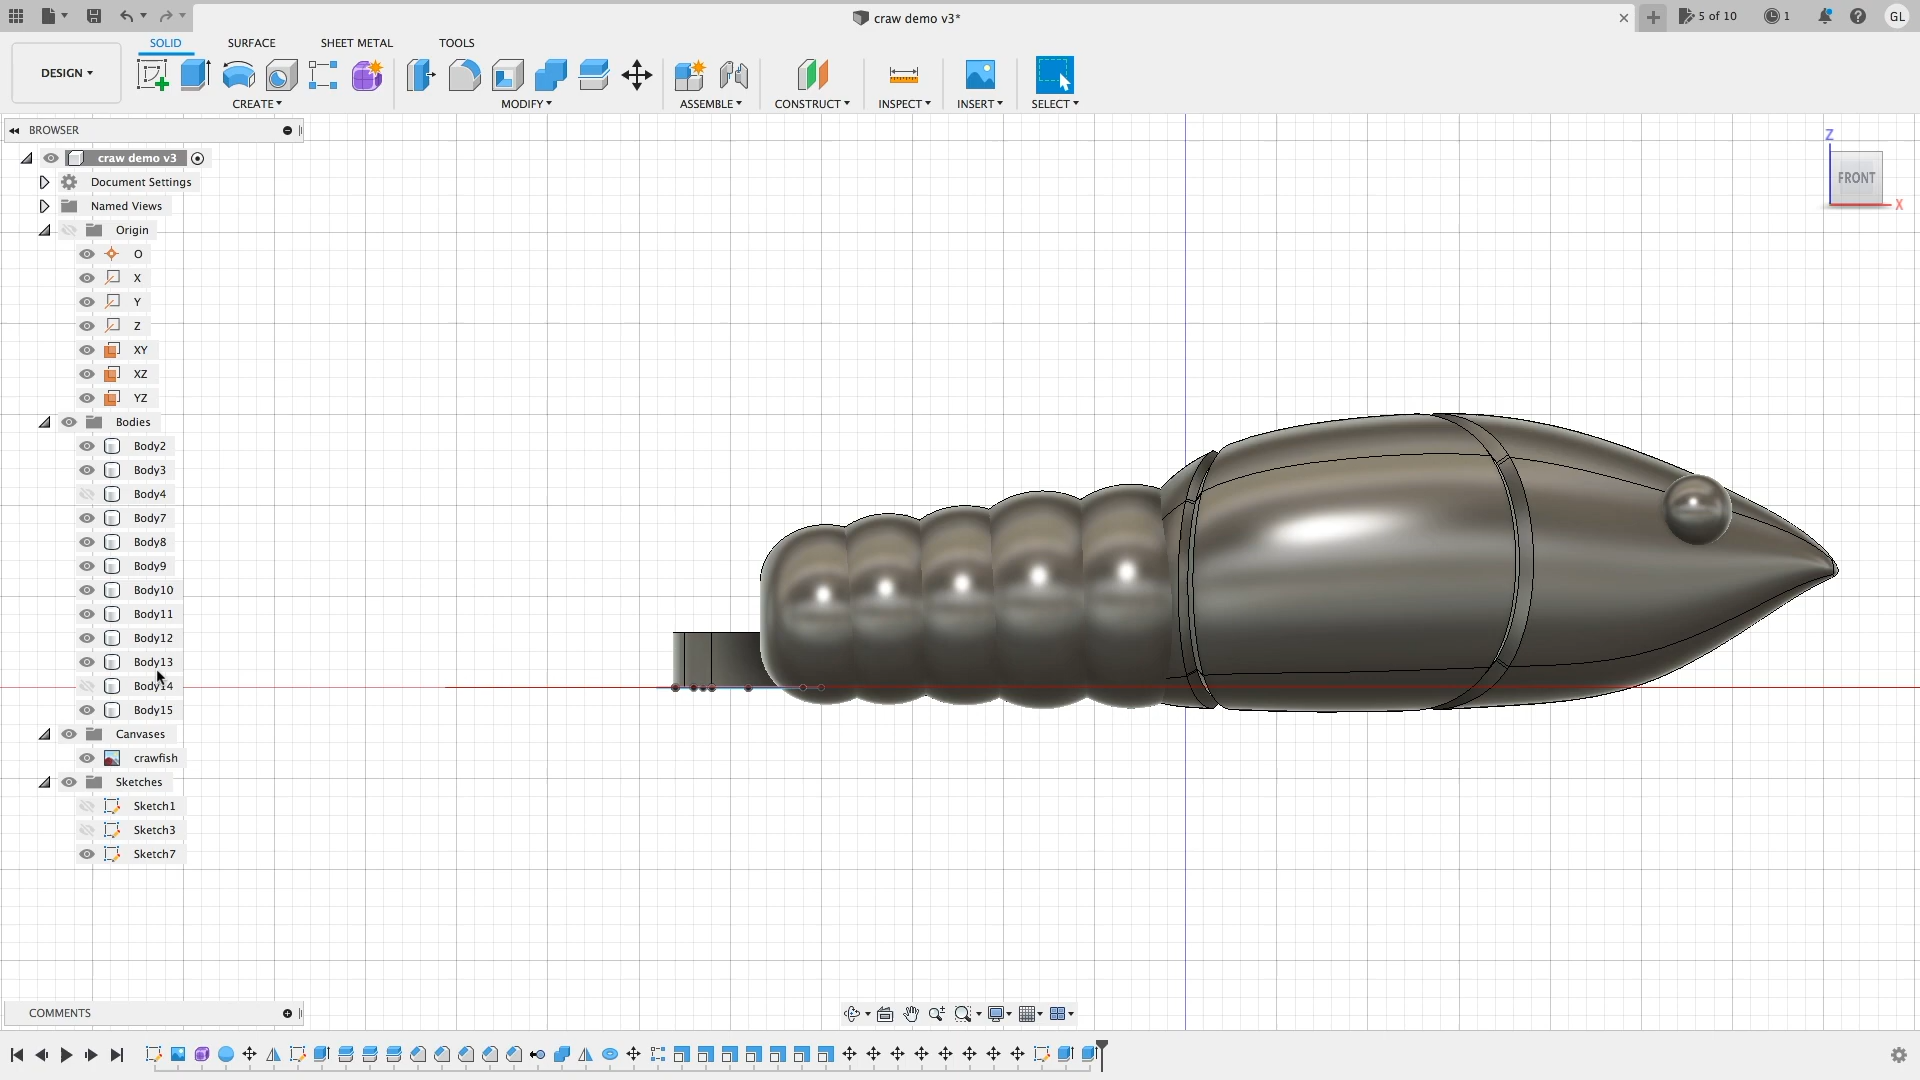 craw demo v3*
5 of 10
1
GL
DESIGN
SOLID
SURFACE
SHEET METAL
TOOLS
CREATE
MODIFY
ASSEMBLE
CONSTRUCT
INSPECT
INSERT
SELECT
BROWSER
craw demo v3
Document Settings
Named Views
Origin
O
X
Y
Z
XY
XZ
YZ
Bodies
Body2
Body3
Body4
Body7
Body8
Body9
Body10
Body11
Body12
Body13
Body14
Body15
Canvases
crawfish
Sketches
Sketch1
Sketch3
Sketch7
Z
FRONT
X
COMMENTS